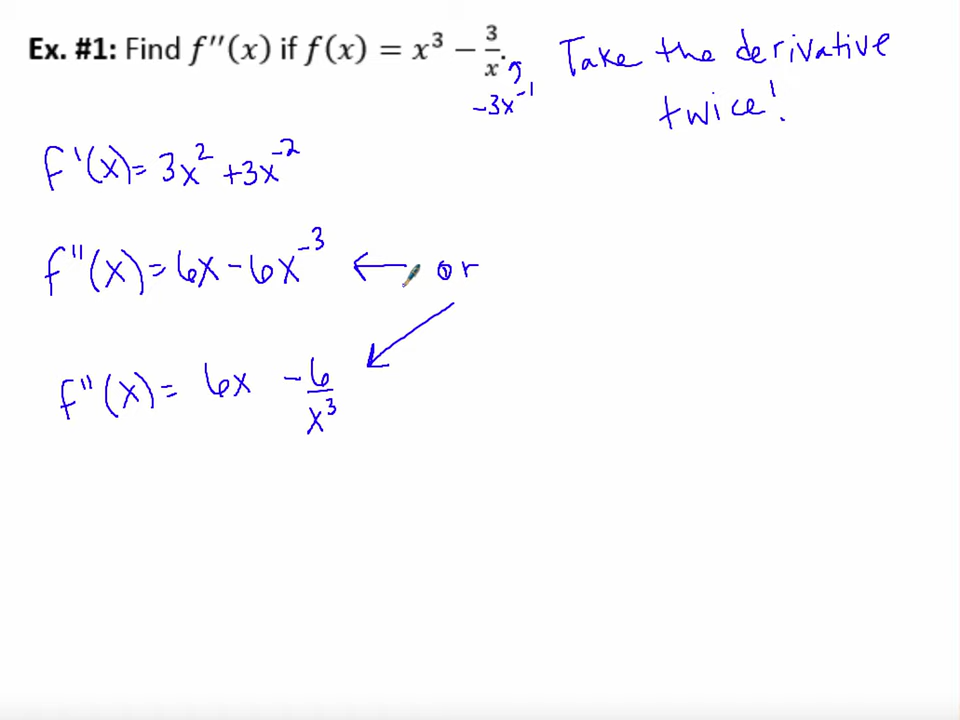 Ex. #1: Find f''(x) if f(x) = x³ − 3/x.
-3x⁻¹
Take the derivative
twice!
f'(x)= 3x² +3x⁻²
f''(x) = 6x - 6x⁻³ ← or
f''(x) = 6x - 6/x³